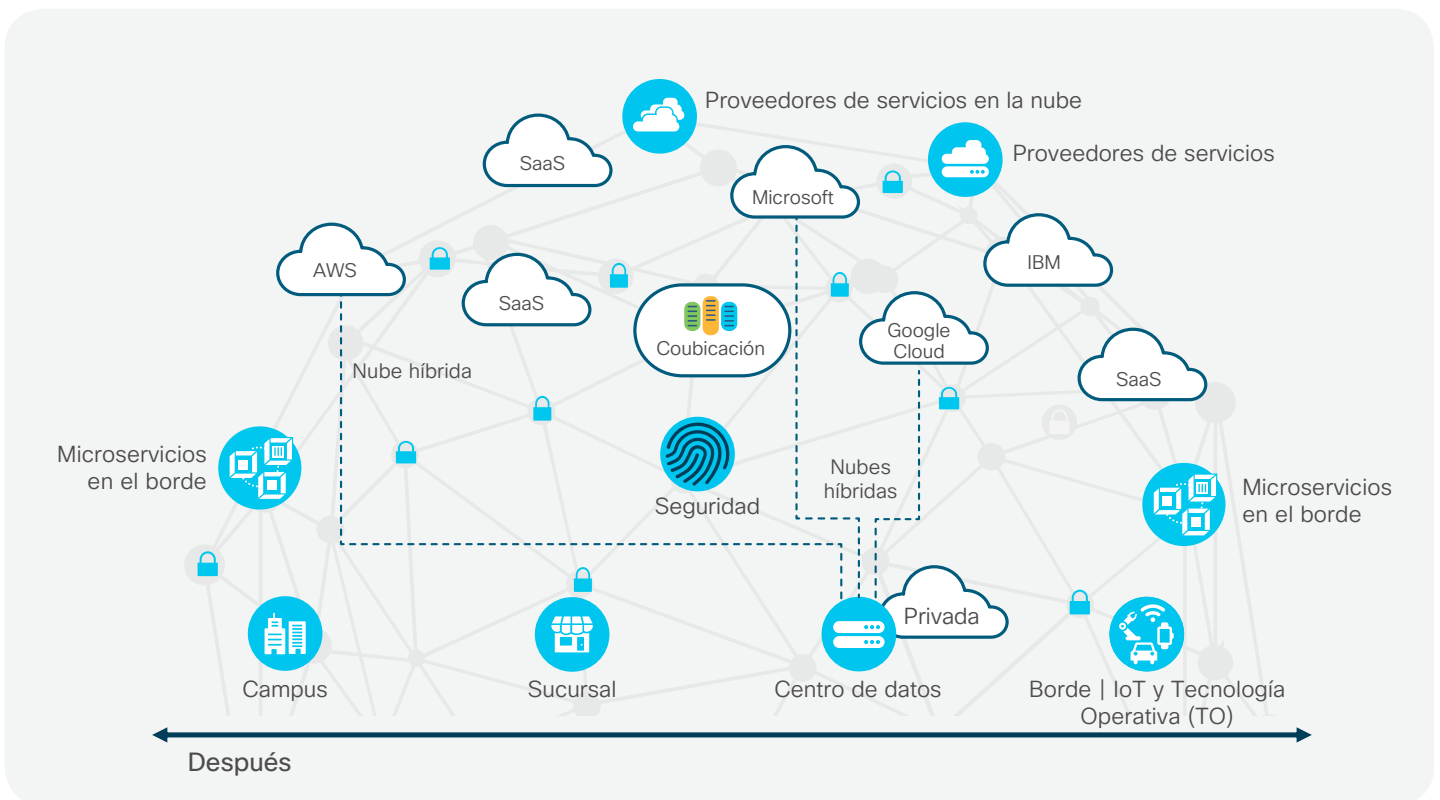 Proveedores de servicios en la nube
Proveedores de servicios
SaaS
Microsoft
AWS
IBM
SaaS
Coubicación
Google
Cloud
Nube híbrida
SaaS
Microservicios
en el borde
Seguridad
Nubes
híbridas
Microservicios
en el borde
Privada
Campus
Sucursal
Centro de datos
Borde | IoT y Tecnología
Operativa (TO)
Después